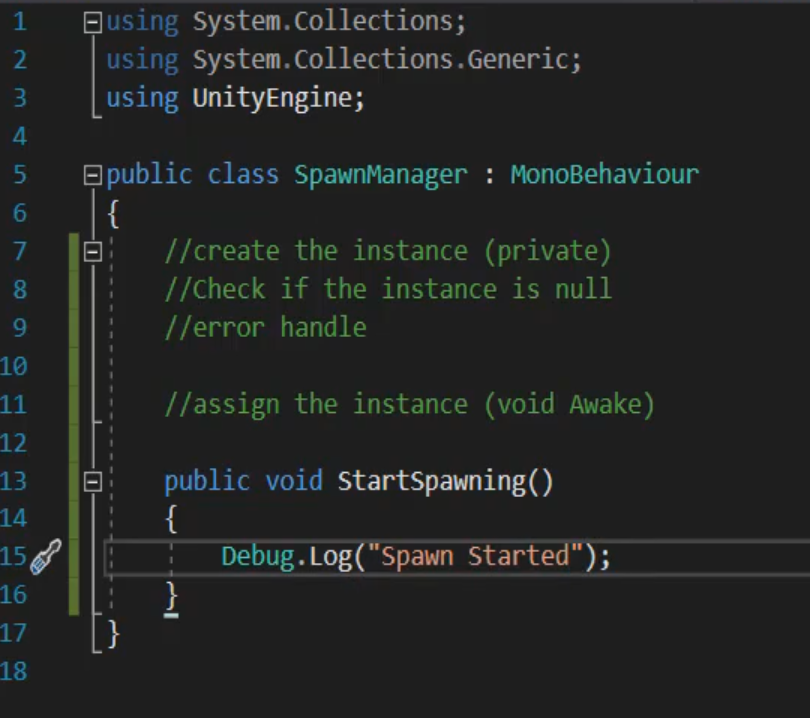 1 using System.Collections;
2 using System.Collections.Generic;
3 using UnityEngine;
4
5 public class SpawnManager : MonoBehaviour
6 {
7 //create the instance (private)
8 //Check if the instance is null
9 //error handle
10
11 //assign the instance (void Awake)
12
13 public void StartSpawning()
14 {
15 Debug.Log("Spawn Started");
16 }
17 }
18